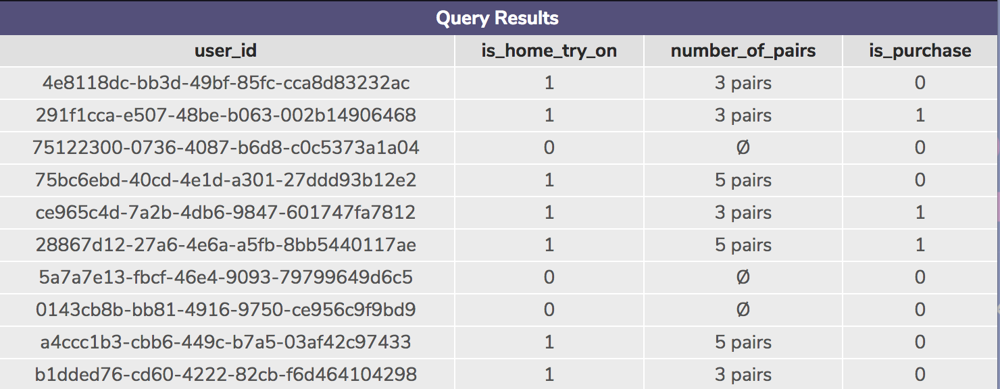 Query Results
user_id is_home_try_on number_of_pairs is_purchase
4e8118dc-bb3d-49bf-85fc-cca8d83232ac 1 3 pairs 0
291f1cca-e507-48be-b063-002b14906468 1 3 pairs 1
75122300-0736-4087-b6d8-c0c5373a1a04 0 Ø 0
75bc6ebd-40cd-4e1d-a301-27ddd93b12e2 1 5 pairs 0
ce965c4d-7a2b-4db6-9847-601747fa7812 1 3 pairs 1
28867d12-27a6-4e6a-a5fb-8bb5440117ae 1 5 pairs 1
5a7a7e13-fbcf-46e4-9093-79799649d6c5 0 Ø 0
0143cb8b-bb81-4916-9750-ce956c9f9bd9 0 Ø 0
a4ccc1b3-cbb6-449c-b7a5-03af42c97433 1 5 pairs 0
b1dded76-cd60-4222-82cb-f6d464104298 1 3 pairs 0